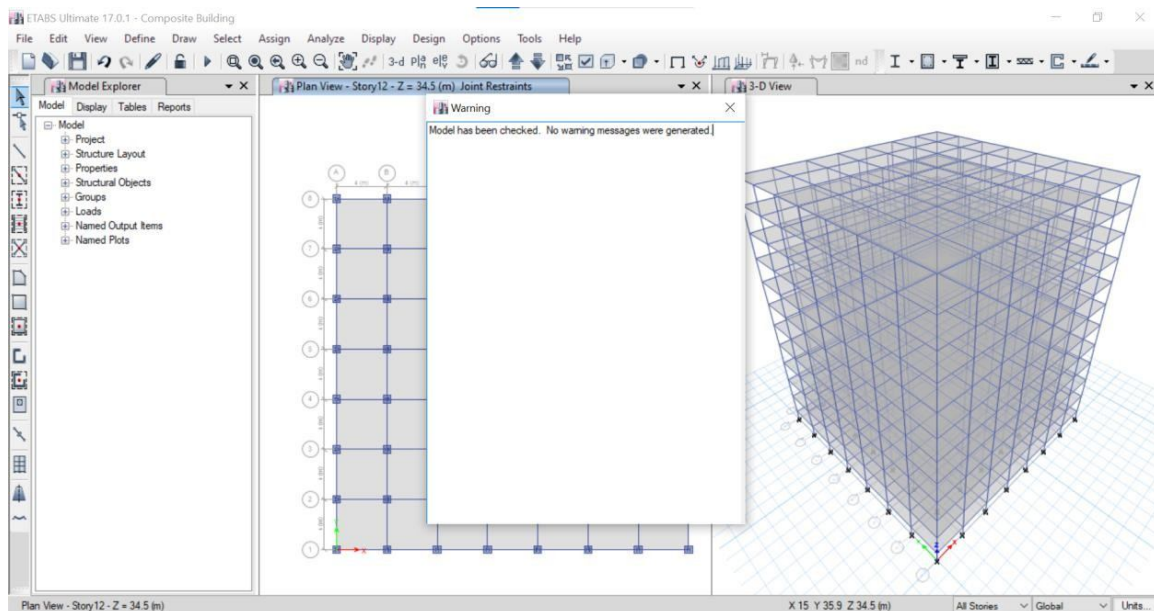 ETABS Ultimate 17.0.1 - Composite Building
File Edit View Define Draw Select Assign Analyze Display Design Options Tools Help
3-d
nd
Model Explorer
Plan View - Story12 - Z = 34.5 (m) Joint Restraints
3-D View
Model Display Tables Reports
Warning
Model has been checked. No warning messages were generated.
Model
Project
Structure Layout
Properties
Structural Objects
Groups
Loads
Named Output Items
Named Plots
A B
4 (m) 4 (m)
8
7
6
5
4
3
2
1
X
Plan View - Story12 - Z = 34.5 (m)
X 15 Y 35.9 Z 34.5 (m)
All Stories
Global
Units...